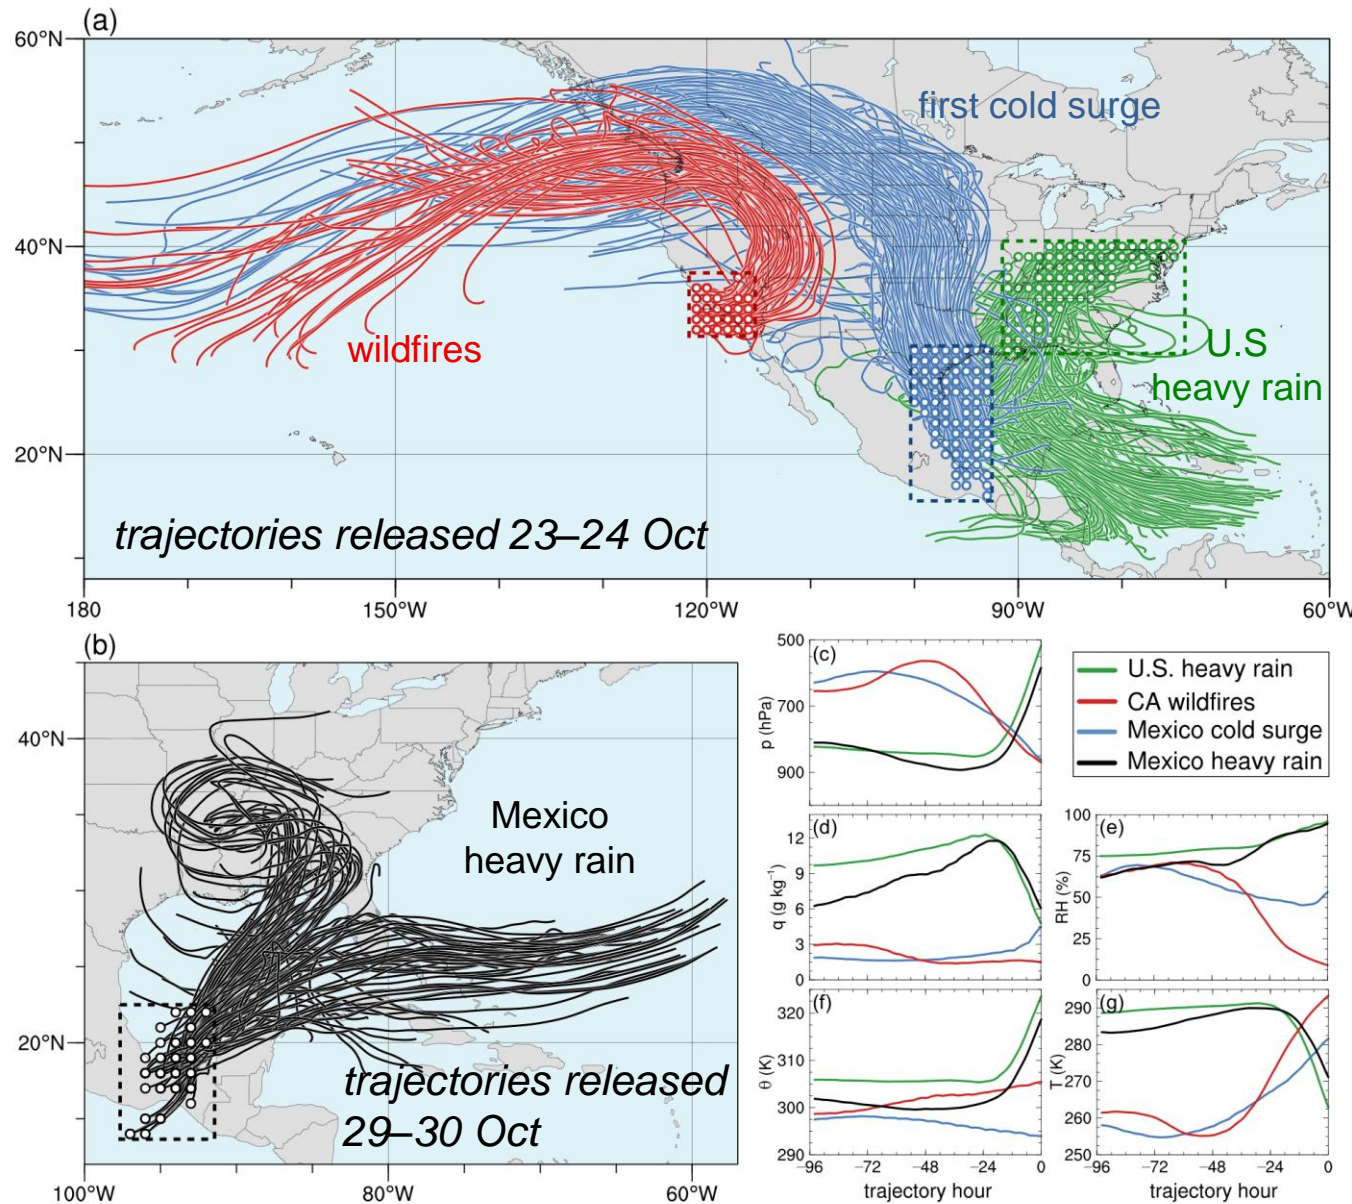 (a)
60°N
40°N
20°N
first cold surge
wildfires
U.S
heavy rain
trajectories released 23–24 Oct
180
150°W
120°W
90°W
60°W
(b)
40°N
20°N
Mexico
heavy rain
trajectories released
29–30 Oct
100°W
80°W
60°W
(c)
500
700
900
p (hPa)
U.S. heavy rain
CA wildfires
Mexico cold surge
Mexico heavy rain
(d)
12
9
6
3
0
q (g kg⁻¹)
(e)
100
75
50
25
0
RH (%)
(f)
320
315
310
305
300
295
290
θ (K)
−96
−72
−48
−24
0
trajectory hour
(g)
290
280
270
260
250
T (K)
−96
−72
−48
−24
0
trajectory hour